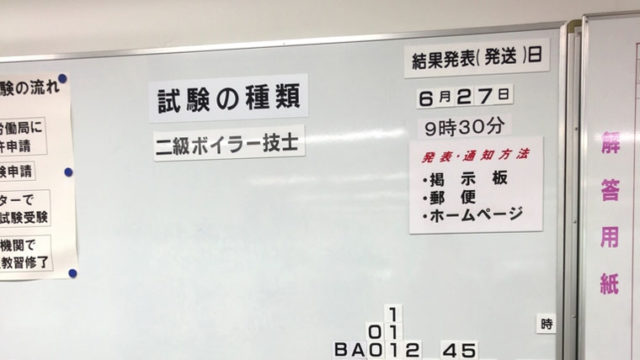 験の流れ
労働局に
許申請
験申請
ターで
試験受験
機関で
教習修了
試験の種類
二級ボイラー技士
結果発表(発送)日
6月27日
9時30分
発表・通知方法
・掲示板
・郵便
・ホームページ
解答用紙
時
1
01
BA012 45